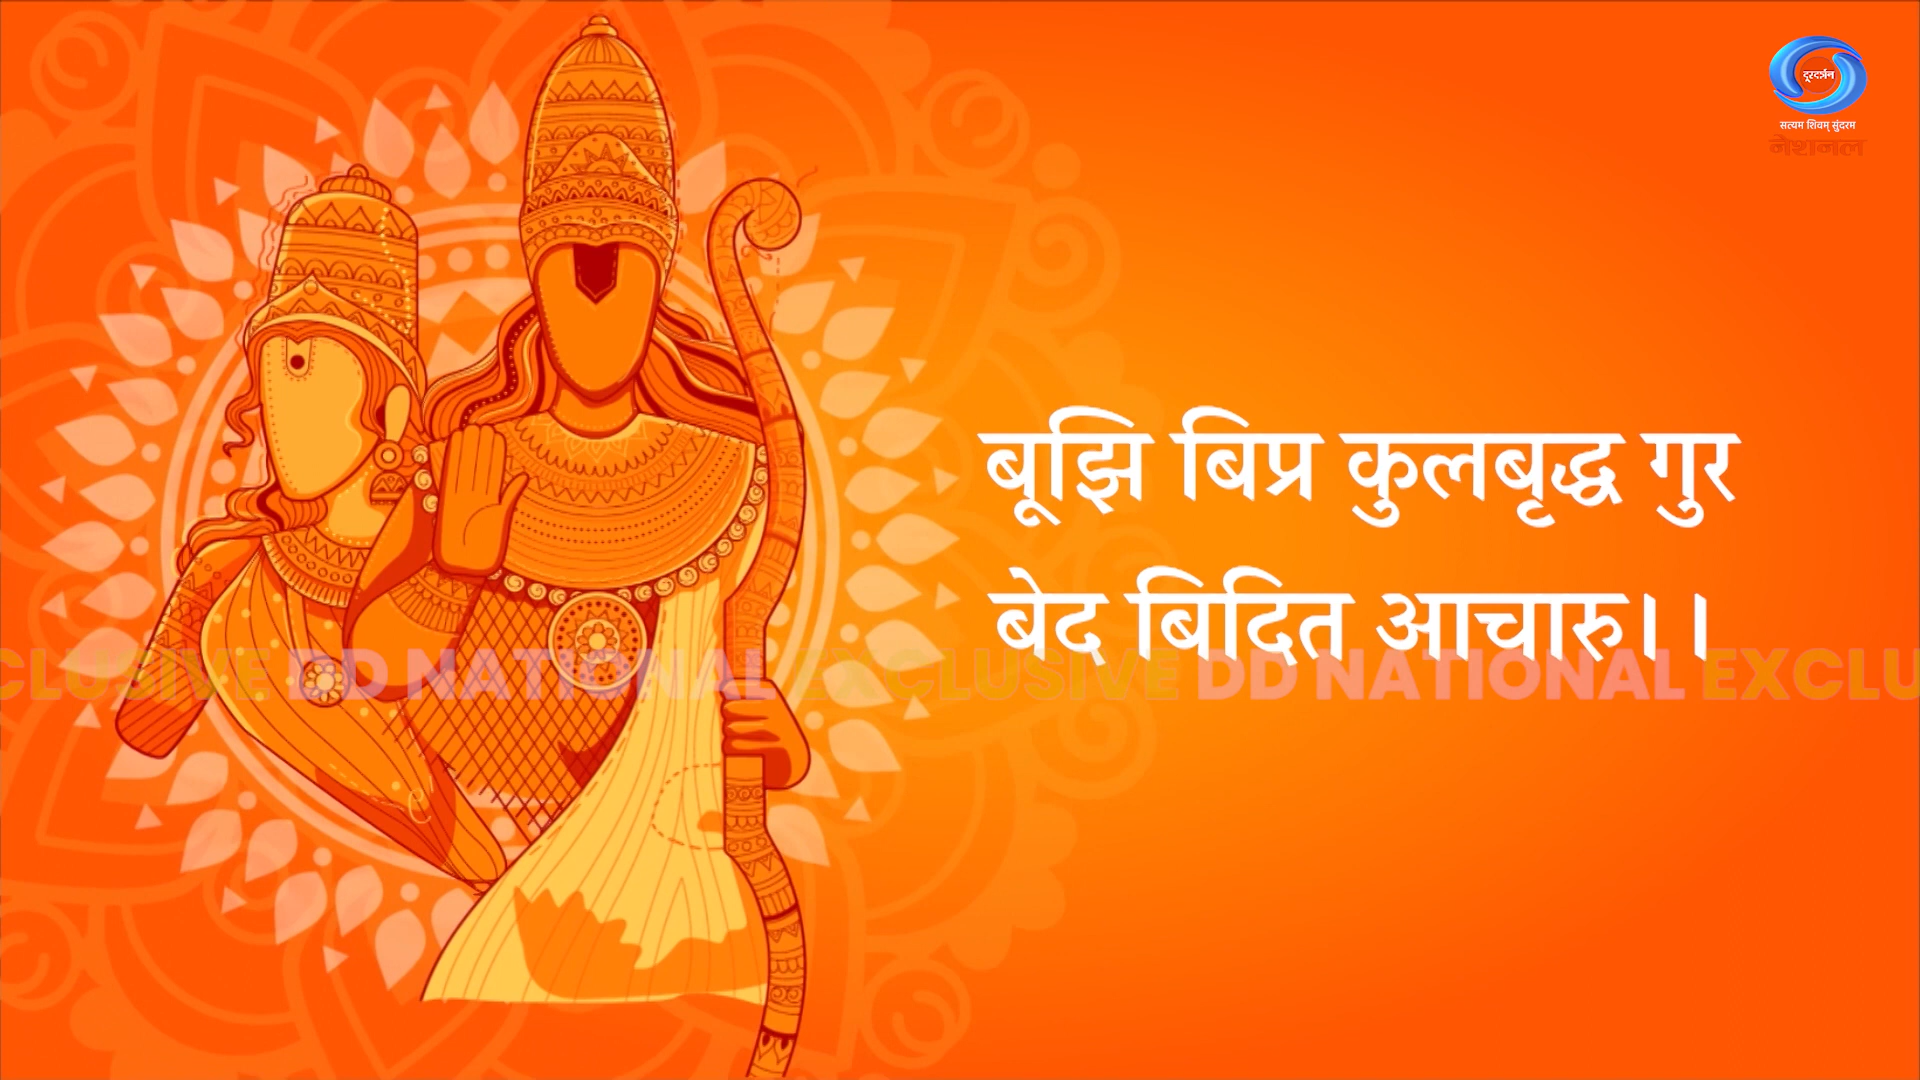 दूरदर्शन
सत्यम शिवम् सुंदरम
नेशनल
बूझि बिप्र कुलबृद्ध गुर
बेद बिदित आचारु।।
CLUSIVE DD NATIONAL EXCLUSIVE DD NATIONAL EXCLU